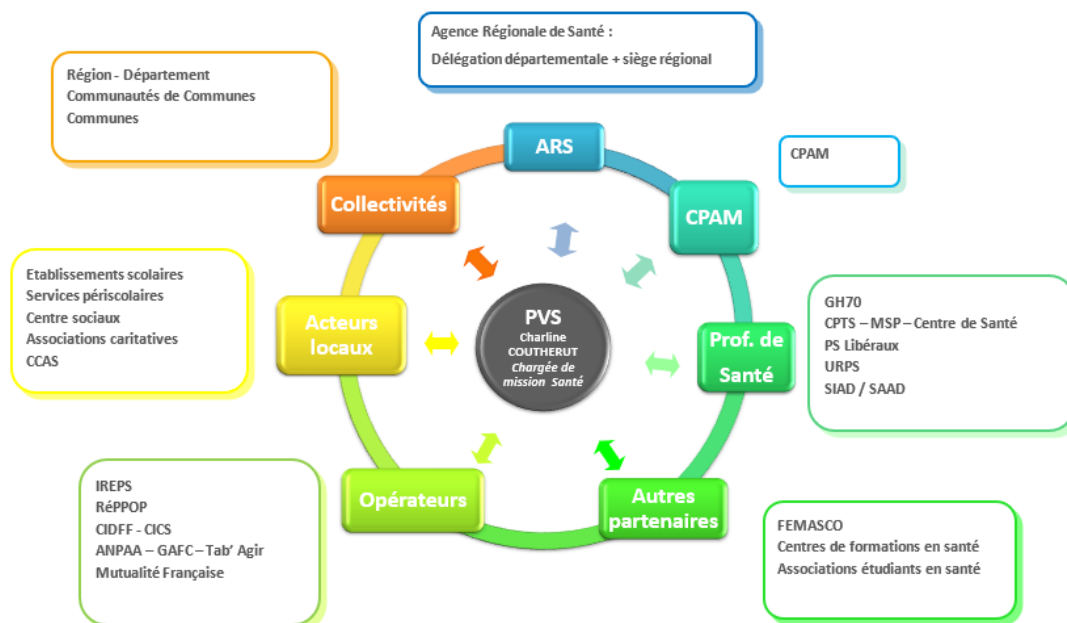 Agence Régionale de Santé :
Délégation départementale + siège régional
Région - Département
Communautés de Communes
Communes
ARS
CPAM
Collectivités
CPAM
Etablissements scolaires
Services périscolaires
Centre sociaux
Associations caritatives
CCAS
Acteurs
locaux
PVS
Charline
COUTHERUT
Chargée de
mission Santé
Prof. de
Santé
GH70
CPTS – MSP – Centre de Santé
PS Libéraux
URPS
SIAD / SAAD
IREPS
RéPPOP
CIDFF - CICS
ANPAA – GAFC – Tab’ Agir
Mutualité Française
Opérateurs
Autres
partenaires
FEMASCO
Centres de formations en santé
Associations étudiants en santé